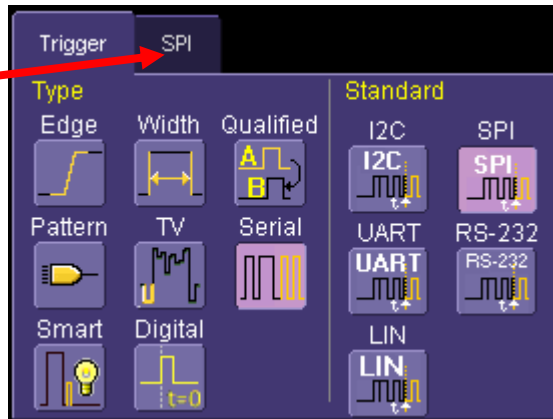 Trigger SPI
Type
Edge Width Qualified
A
B
Pattern TV Serial
Smart Digital
t=0
Standard
I2C SPI
I2C SPI
t t
UART RS-232
UART RS-232
t t
LIN
LIN
t